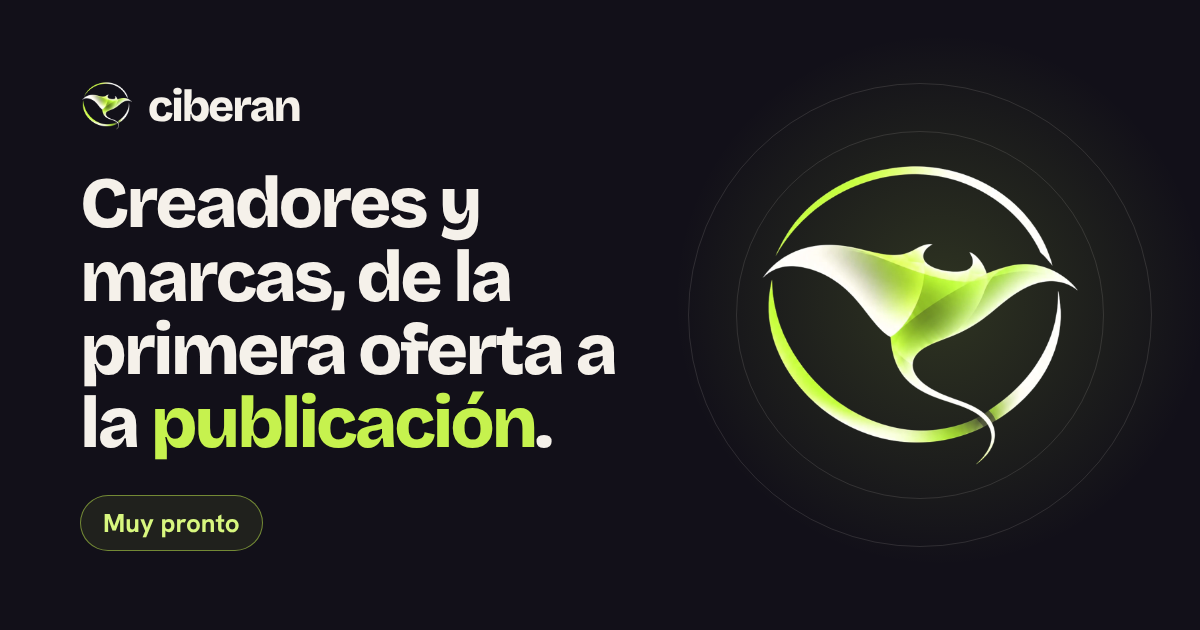 ciberan
Creadores y
marcas, de la
primera oferta a
la publicación.
Muy pronto